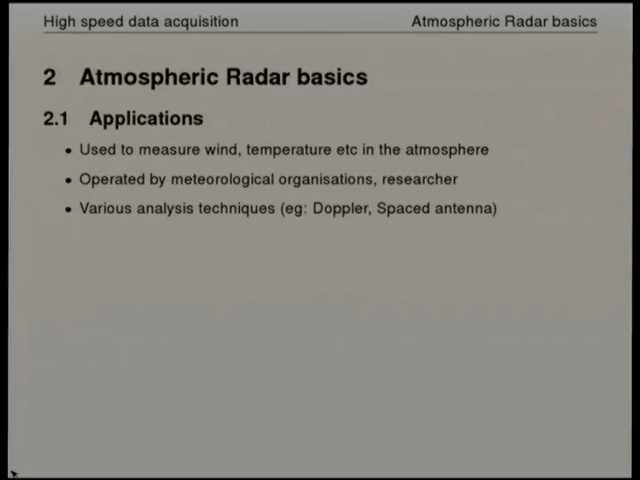 High speed data acquisition Atmospheric Radar basics
2 Atmospheric Radar basics
2.1 Applications
• Used to measure wind, temperature etc in the atmosphere
• Operated by meteorological organisations, researcher
• Various analysis techniques (eg: Doppler, Spaced antenna)